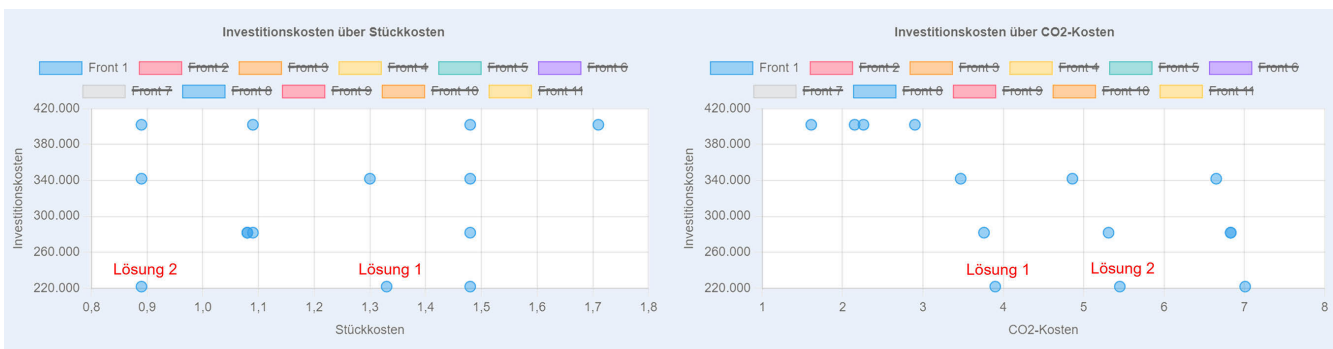 Investitionskosten über Stückkosten
Front 1 Front 2 Front 3 Front 4 Front 5 Front 6
Front 7 Front 8 Front 9 Front 10 Front 11
420.000
380.000
340.000
300.000
260.000
220.000
Investitionskosten
Lösung 2 Lösung 1
0,8 0,9 1,0 1,1 1,2 1,3 1,4 1,5 1,6 1,7 1,8
Stückkosten
Investitionskosten über CO2-Kosten
Front 1 Front 2 Front 3 Front 4 Front 5 Front 6
Front 7 Front 8 Front 9 Front 10 Front 11
420.000
380.000
340.000
300.000
260.000
220.000
Investitionskosten
Lösung 1 Lösung 2
1 2 3 4 5 6 7 8
CO2-Kosten